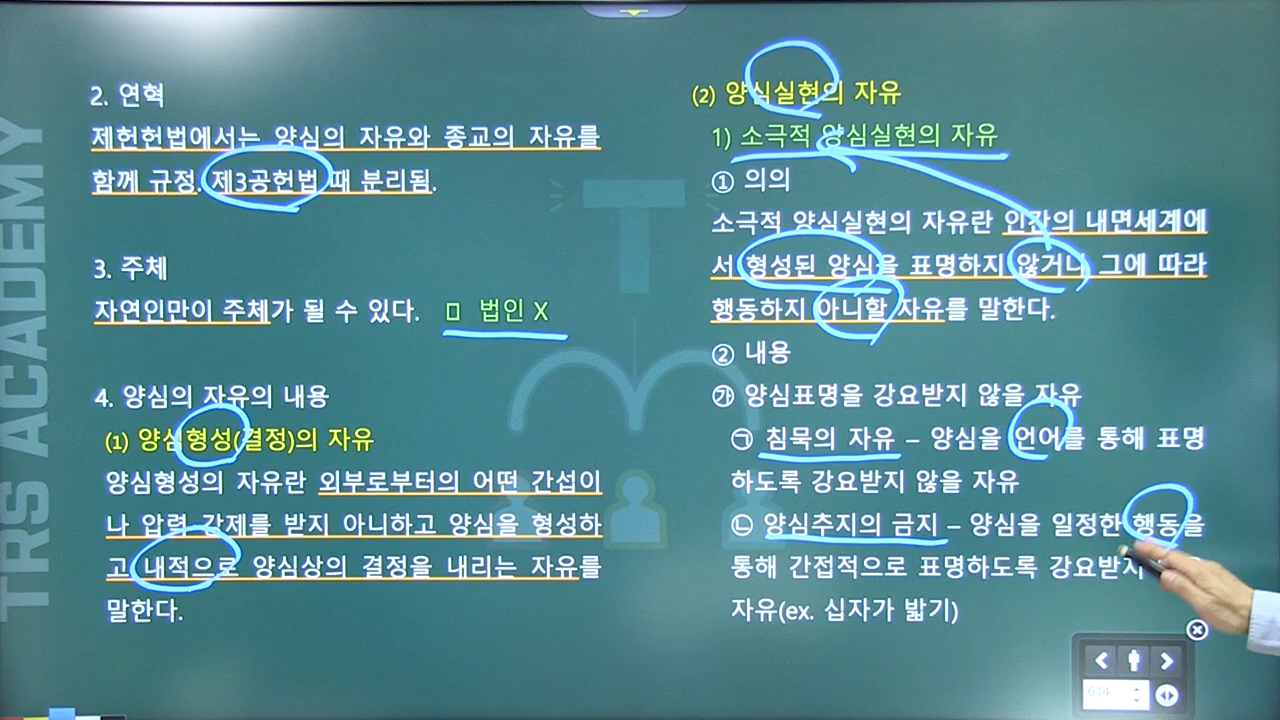 TRS ACADEMY
2. 연혁
제헌헌법에서는 양심의 자유와 종교의 자유를
함께 규정. 제3공헌법 때 분리됨.
3. 주체
자연인만이 주체가 될 수 있다. □ 법인 X
4. 양심의 자유의 내용
(1) 양심형성(결정)의 자유
양심형성의 자유란 외부로부터의 어떤 간섭이
나 압력 강제를 받지 아니하고 양심을 형성하
고 내적으로 양심상의 결정을 내리는 자유를
말한다.
(2) 양심실현의 자유
1) 소극적 양심실현의 자유
① 의의
소극적 양심실현의 자유란 인간의 내면세계에
서 형성된 양심을 표명하지 않거나 그에 따라
행동하지 아니할 자유를 말한다.
② 내용
㉮ 양심표명을 강요받지 않을 자유
㉠ 침묵의 자유 – 양심을 언어를 통해 표명
하도록 강요받지 않을 자유
㉡ 양심추지의 금지 – 양심을 일정한 행동을
통해 간접적으로 표명하도록 강요받지
자유(ex. 십자가 밟기)
614